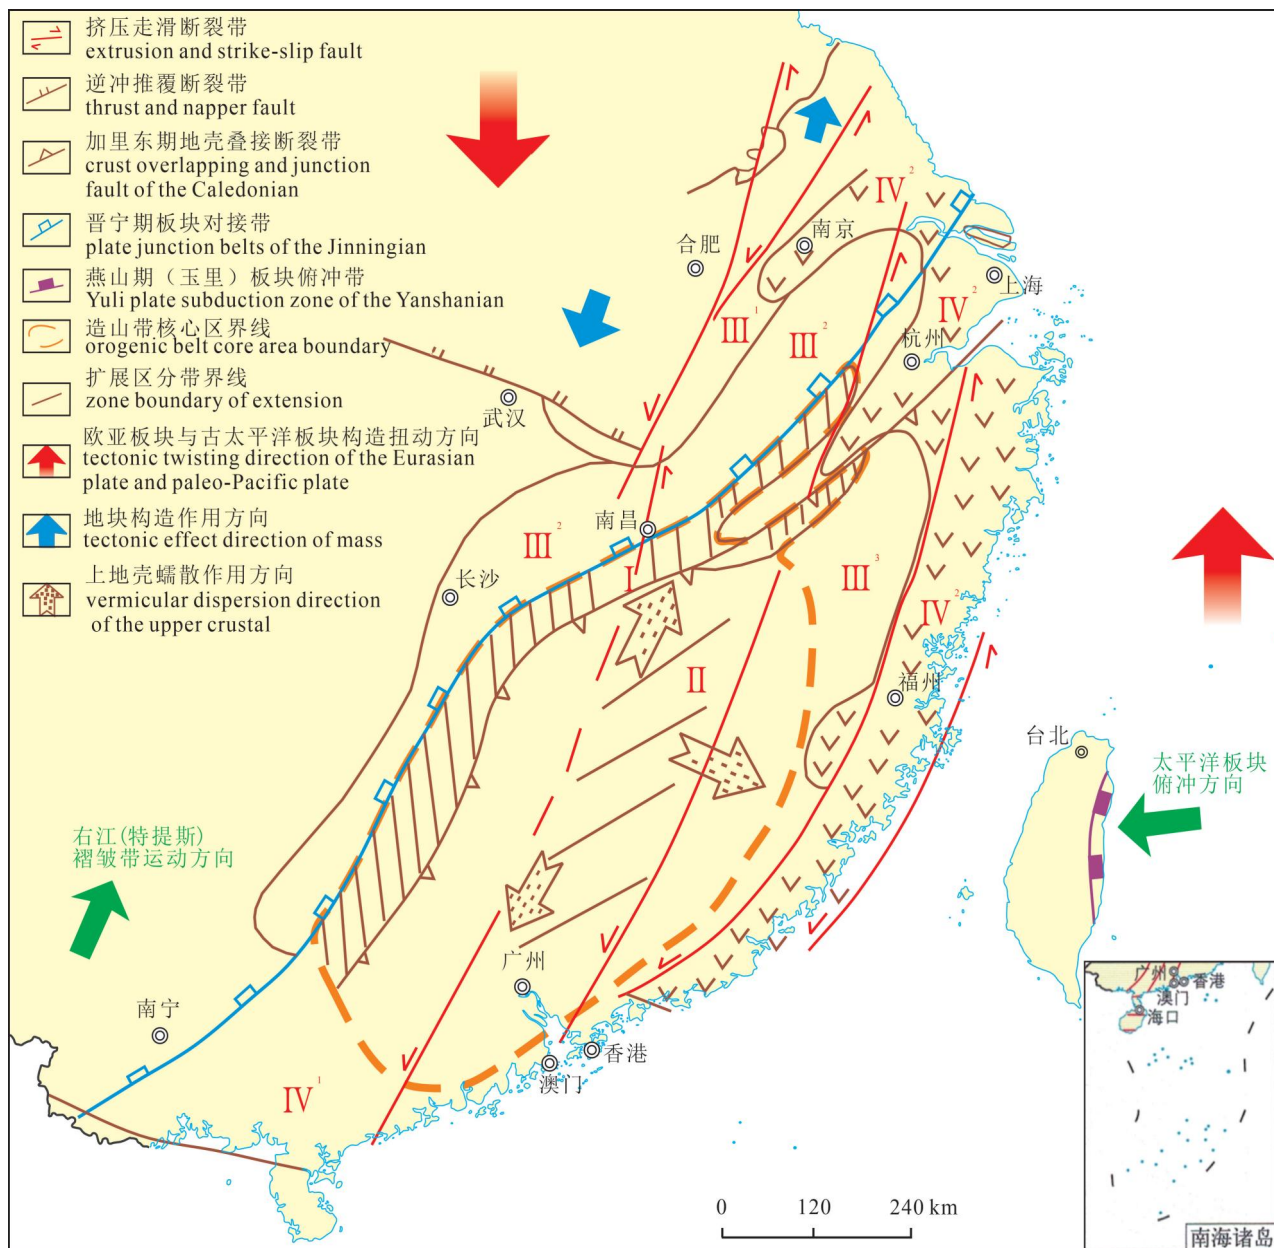 挤压走滑断裂带
extrusion and strike-slip fault
逆冲推覆断裂带
thrust and napper fault
加里东期地壳叠接断裂带
crust overlapping and junction
fault of the Caledonian
晋宁期板块对接带
plate junction belts of the Jinningian
燕山期（玉里）板块俯冲带
Yuli plate subduction zone of the Yanshanian
造山带核心区界线
orogenic belt core area boundary
扩展区分带界线
zone boundary of extension
欧亚板块与古太平洋板块构造扭动方向
tectonic twisting direction of the Eurasian
plate and paleo-Pacific plate
地块构造作用方向
tectonic effect direction of mass
上地壳蠕散作用方向
vermicular dispersion direction
of the upper crustal
IV²
南京
合肥
上海
IV²
III¹
III²
杭州
武汉
南昌
III²
I
长沙
III³
IV²
II
福州
台北
太平洋板块
俯冲方向
右江(特提斯)
褶皱带运动方向
广州
南宁
香港
澳门
IV¹
0 120 240 km
广州
香港
澳门
海口
南海诸岛